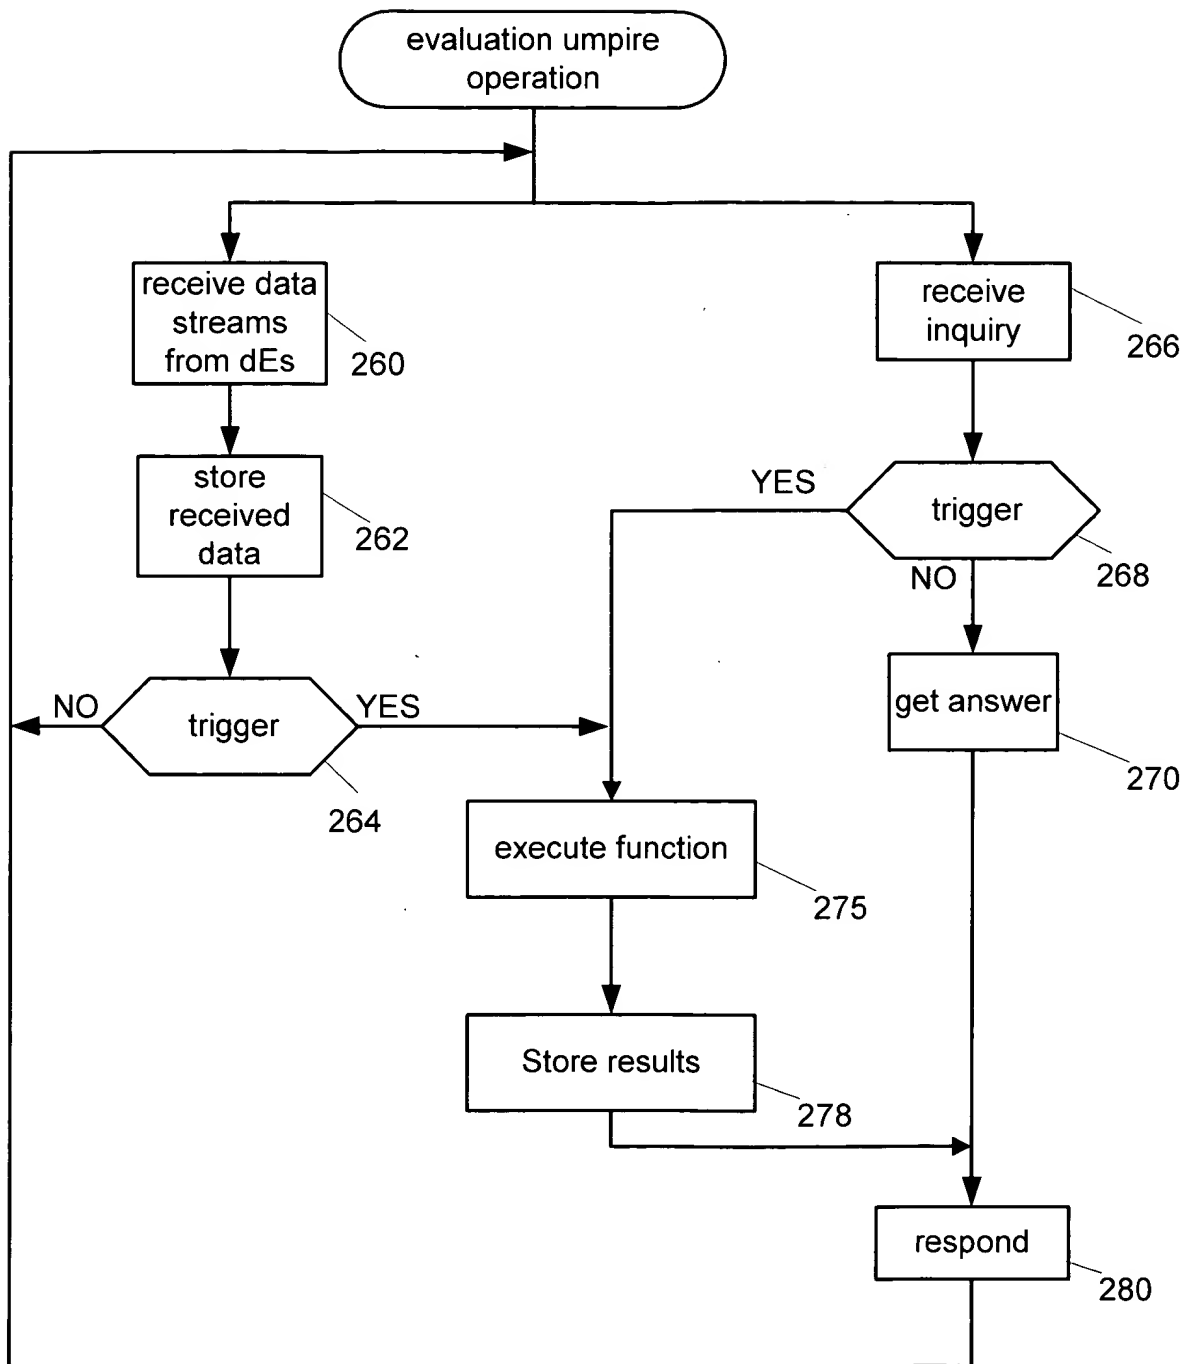 evaluation umpire
operation
receive data
streams
from dEs
260
receive
inquiry
266
store
received
data
262
YES
trigger
268
NO
NO
trigger
YES
264
get answer
270
execute function
275
Store results
278
respond
280